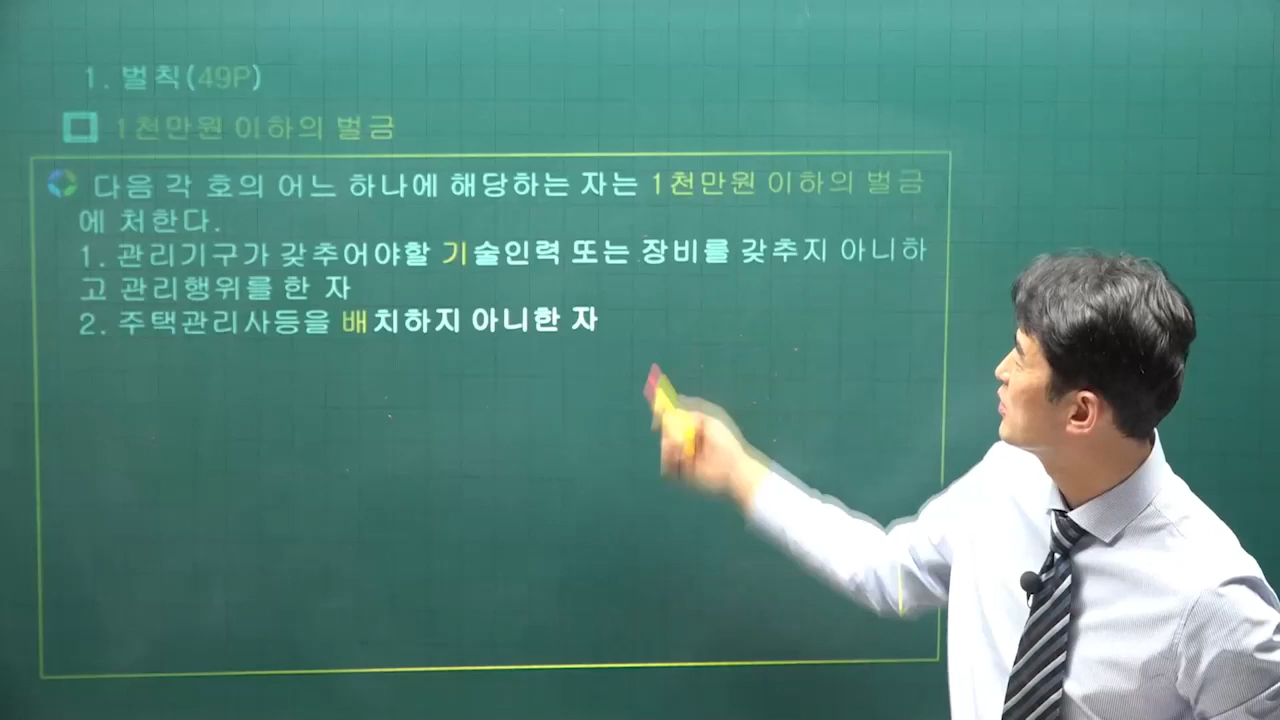 1. 벌칙(49P)
1천만원 이하의 벌금
다음 각 호의 어느 하나에 해당하는 자는 1천만원 이하의 벌금
에 처한다.
1. 관리기구가 갖추어야할 기술인력 또는 장비를 갖추지 아니하
고 관리행위를 한 자
2. 주택관리사등을 배치하지 아니한 자